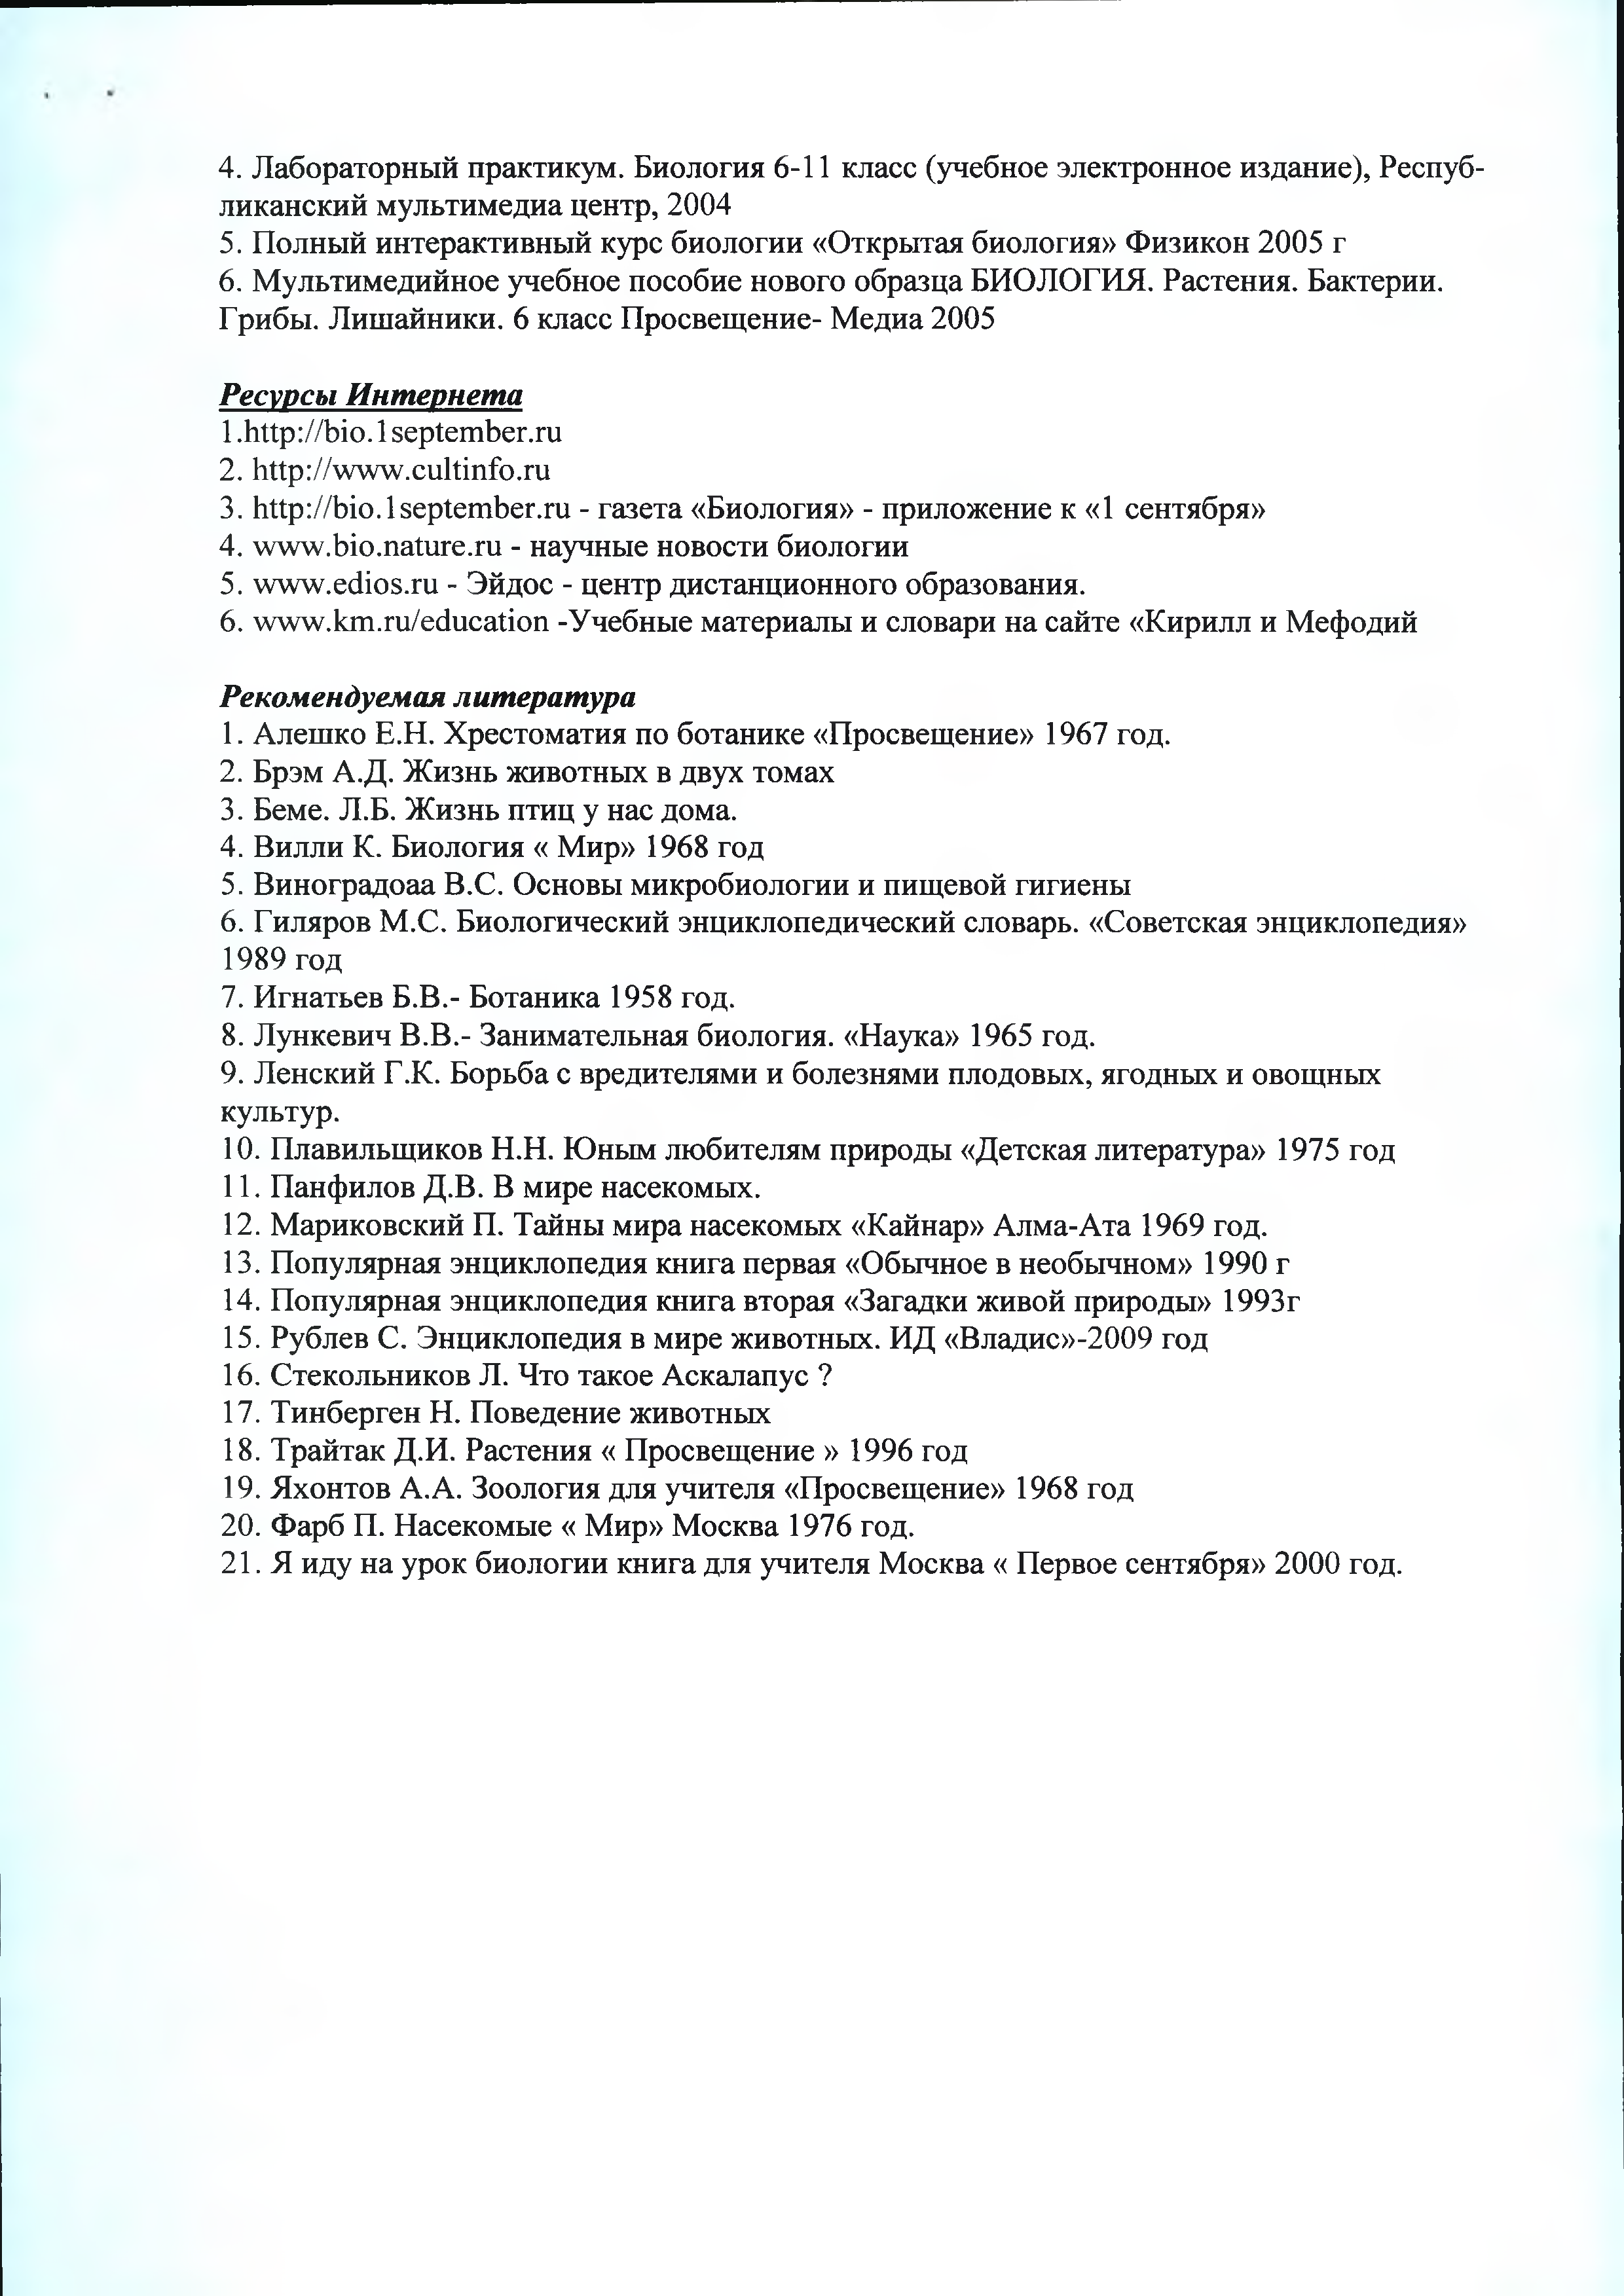 4. Лабораторный практикум. Биология 6-11 класс (учебное электронное издание), Респуб-
ликанский мультимедиа центр, 2004
5. Полный интерактивный курс биологии «Открытая биология» Физикон 2005 г
6. Мультимедийное учебное пособие нового образца БИОЛОГИЯ. Растения. Бактерии.
Грибы. Лишайники. 6 класс Просвещение- Медиа 2005
Ресурсы Интернета
1.http://bio.1september.ru
2. http://www.cultinfo.ru
3. http://bio.1september.ru - газета «Биология» - приложение к «1 сентября»
4. www.bio.nature.ru - научные новости биологии
5. www.edios.ru - Эйдос - центр дистанционного образования.
6. www.km.ru/education -Учебные материалы и словари на сайте «Кирилл и Мефодий
Рекомендуемая литература
1. Алешко Е.Н. Хрестоматия по ботанике «Просвещение» 1967 год.
2. Брэм А.Д. Жизнь животных в двух томах
3. Беме. Л.Б. Жизнь птиц у нас дома.
4. Вилли К. Биология « Мир» 1968 год
5. Виноградоаа В.С. Основы микробиологии и пищевой гигиены
6. Гиляров М.С. Биологический энциклопедический словарь. «Советская энциклопедия»
1989 год
7. Игнатьев Б.В.- Ботаника 1958 год.
8. Лункевич В.В.- Занимательная биология. «Наука» 1965 год.
9. Ленский Г.К. Борьба с вредителями и болезнями плодовых, ягодных и овощных
культур.
10. Плавильщиков Н.Н. Юным любителям природы «Детская литература» 1975 год
11. Панфилов Д.В. В мире насекомых.
12. Мариковский П. Тайны мира насекомых «Кайнар» Алма-Ата 1969 год.
13. Популярная энциклопедия книга первая «Обычное в необычном» 1990 г
14. Популярная энциклопедия книга вторая «Загадки живой природы» 1993г
15. Рублев С. Энциклопедия в мире животных. ИД «Владис»-2009 год
16. Стекольников Л. Что такое Аскалапус ?
17. Тинберген Н. Поведение животных
18. Трайтак Д.И. Растения « Просвещение » 1996 год
19. Яхонтов А.А. Зоология для учителя «Просвещение» 1968 год
20. Фарб П. Насекомые « Мир» Москва 1976 год.
21. Я иду на урок биологии книга для учителя Москва « Первое сентября» 2000 год.